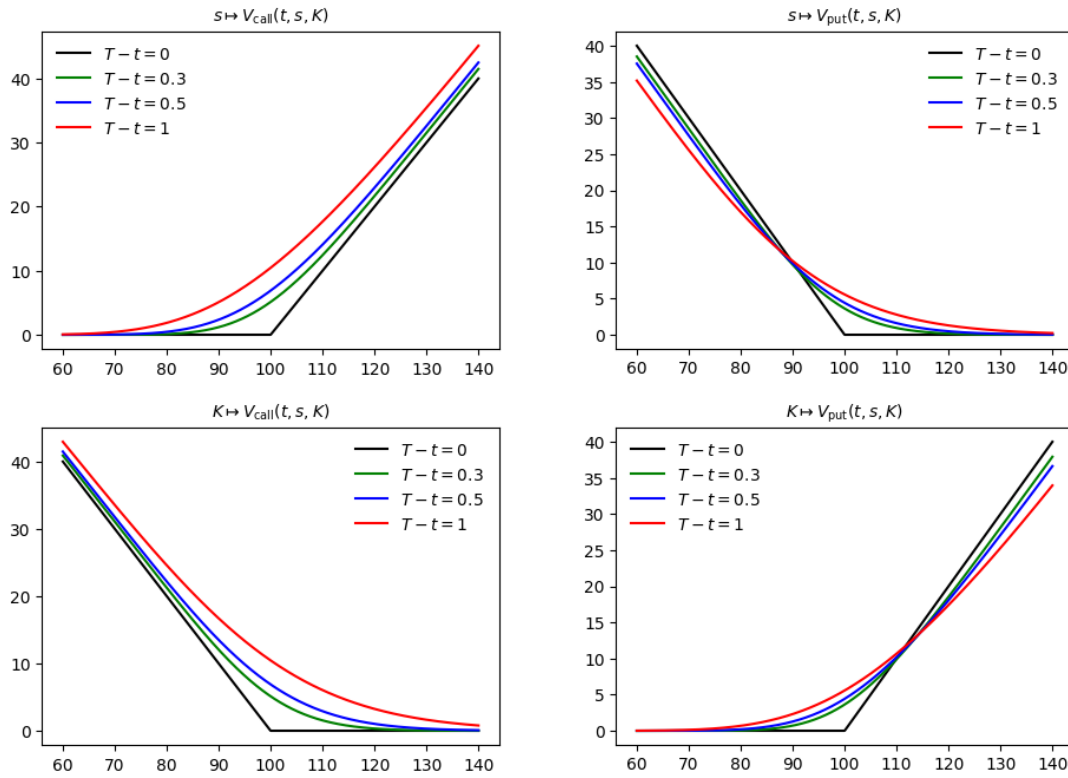 s ↦ V_call(t, s, K)
T − t = 0
T − t = 0.3
T − t = 0.5
T − t = 1
40
30
20
10
0
60 70 80 90 100 110 120 130 140
s ↦ V_put(t, s, K)
T − t = 0
T − t = 0.3
T − t = 0.5
T − t = 1
40
35
30
25
20
15
10
5
0
60 70 80 90 100 110 120 130 140
K ↦ V_call(t, s, K)
T − t = 0
T − t = 0.3
T − t = 0.5
T − t = 1
40
30
20
10
0
60 70 80 90 100 110 120 130 140
K ↦ V_put(t, s, K)
T − t = 0
T − t = 0.3
T − t = 0.5
T − t = 1
40
35
30
25
20
15
10
5
0
60 70 80 90 100 110 120 130 140